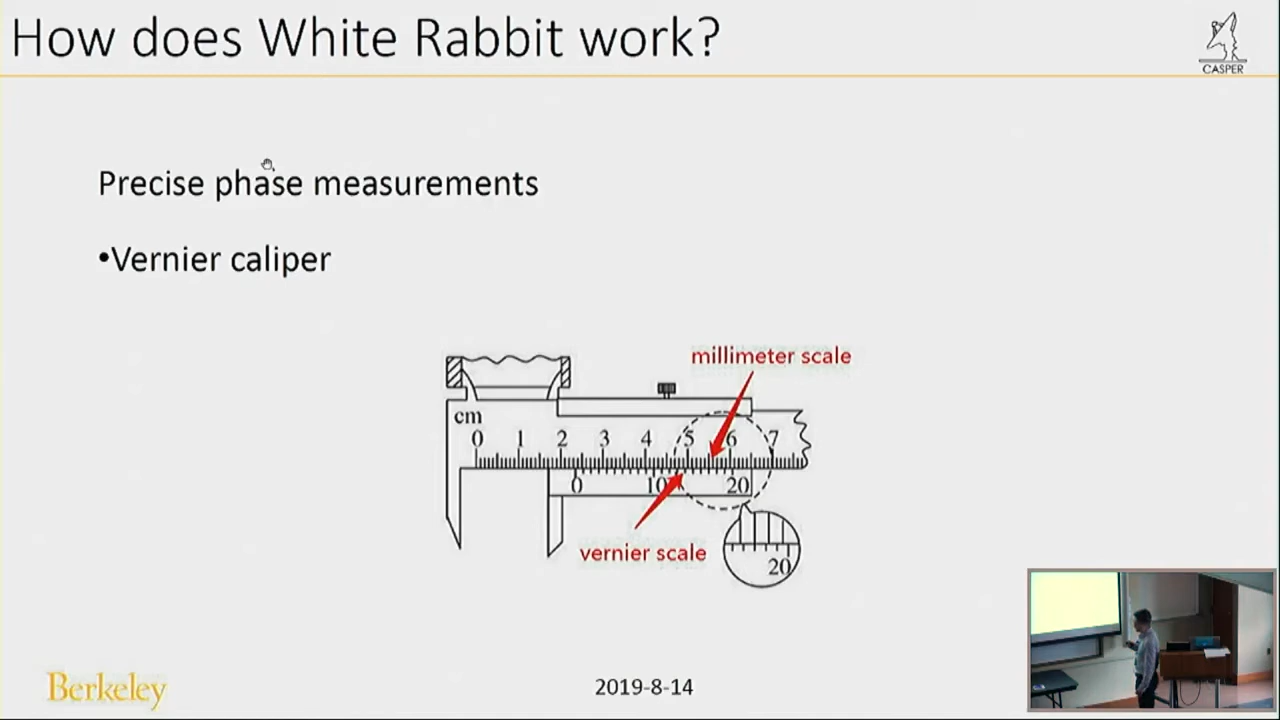 How does White Rabbit work?
CASPER
Precise phase measurements
•Vernier caliper
millimeter scale
cm
0 1 2 3 4 5 6 7
0 10 20
vernier scale
20
Berkeley
2019-8-14